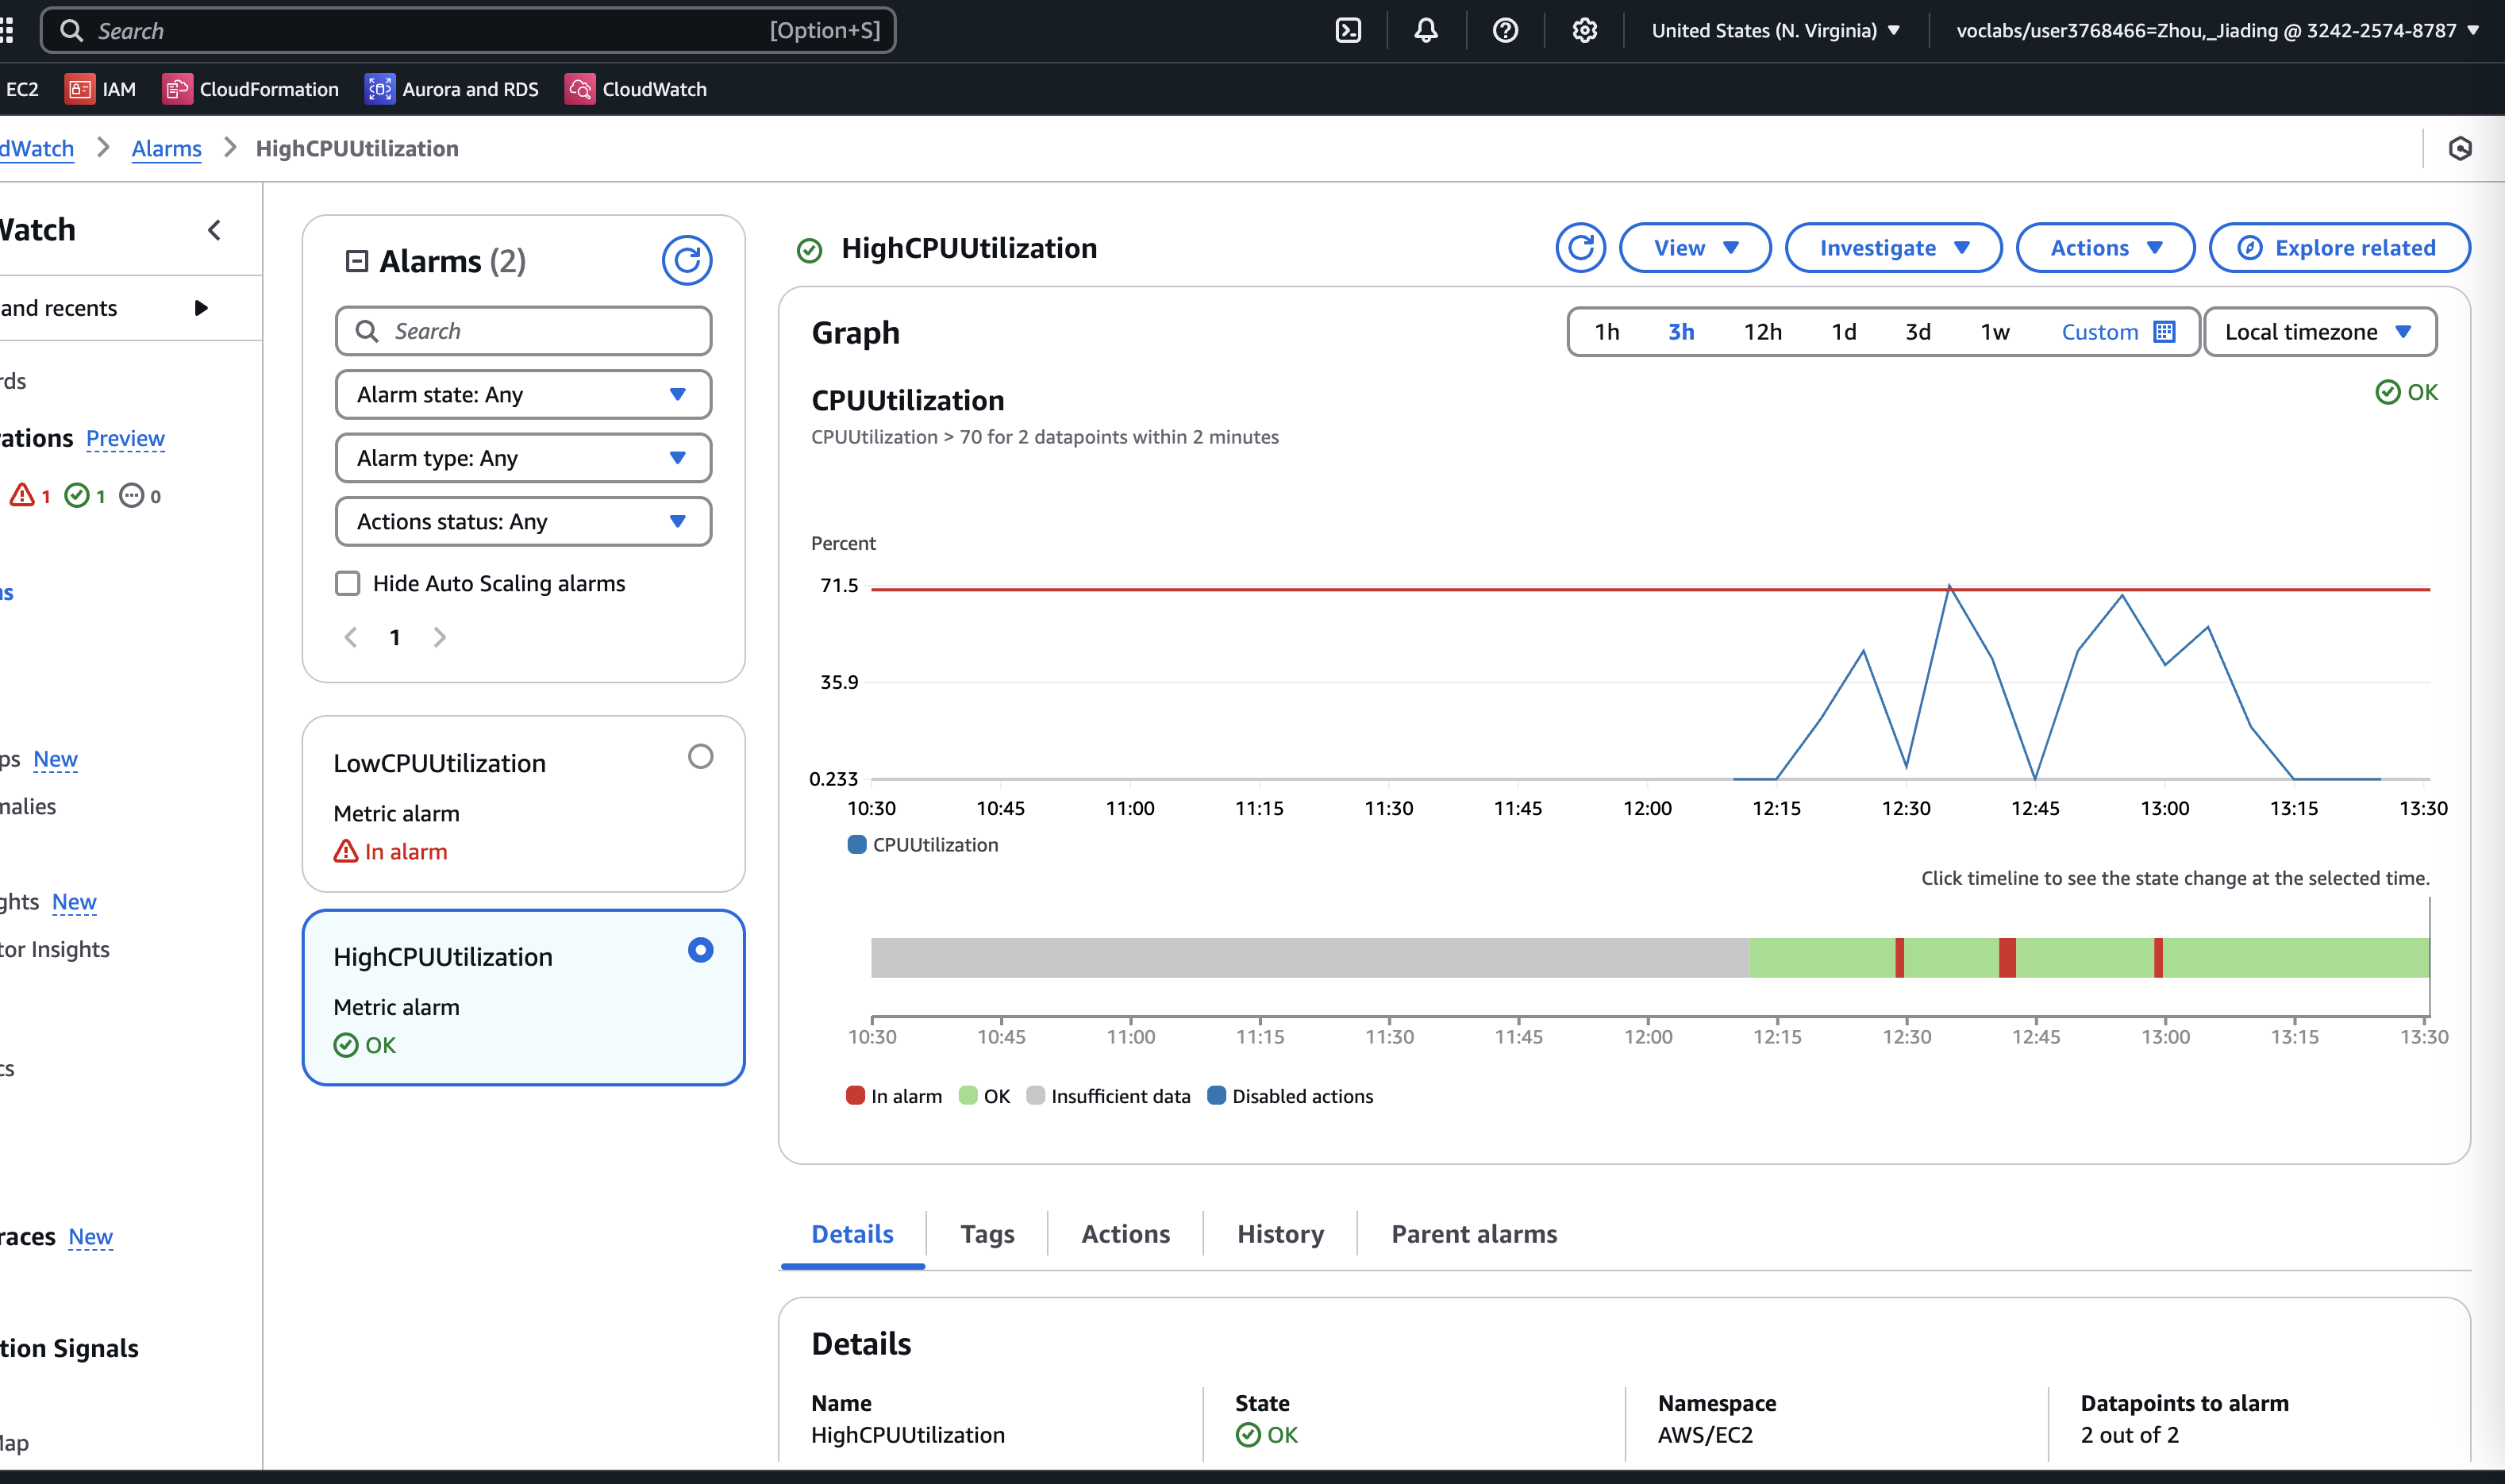 Search [Option+S] United States (N. Virginia) voclabs/user3768466=Zhou,_Jiading @ 3242-2574-8787
EC2 IAM CloudFormation Aurora and RDS CloudWatch
dWatch Alarms HighCPUUtilization
Watch
and recents
rds
rations Preview
1 1 0
ns
ps New
malies
ghts New
tor Insights
cs
races New
tion Signals
Map
Alarms (2)
Search
Alarm state: Any
Alarm type: Any
Actions status: Any
Hide Auto Scaling alarms
1
LowCPUUtilization
Metric alarm
In alarm
HighCPUUtilization
Metric alarm
OK
HighCPUUtilization View Investigate Actions Explore related
Graph 1h 3h 12h 1d 3d 1w Custom Local timezone
CPUUtilization OK
CPUUtilization > 70 for 2 datapoints within 2 minutes
Percent
71.5
35.9
0.233
10:30 10:45 11:00 11:15 11:30 11:45 12:00 12:15 12:30 12:45 13:00 13:15 13:30
CPUUtilization
Click timeline to see the state change at the selected time.
10:30 10:45 11:00 11:15 11:30 11:45 12:00 12:15 12:30 12:45 13:00 13:15 13:30
In alarm OK Insufficient data Disabled actions
Details Tags Actions History Parent alarms
Details
Name State Namespace Datapoints to alarm
HighCPUUtilization OK AWS/EC2 2 out of 2